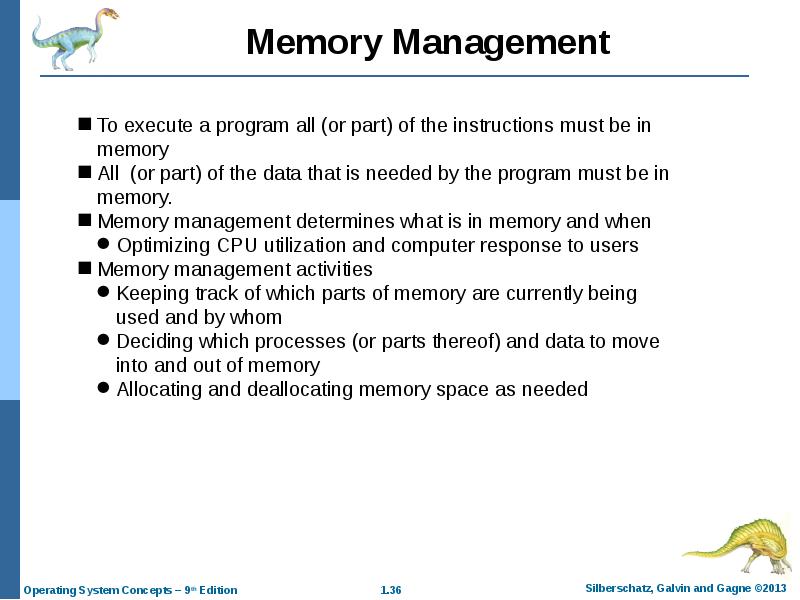 Memory Management
■ To execute a program all (or part) of the instructions must be in
memory
■ All  (or part) of the data that is needed by the program must be in
memory.
■ Memory management determines what is in memory and when
● Optimizing CPU utilization and computer response to users
■ Memory management activities
● Keeping track of which parts of memory are currently being
used and by whom
● Deciding which processes (or parts thereof) and data to move
into and out of memory
● Allocating and deallocating memory space as needed
Operating System Concepts – 9th Edition
1.36
Silberschatz, Galvin and Gagne ©2013